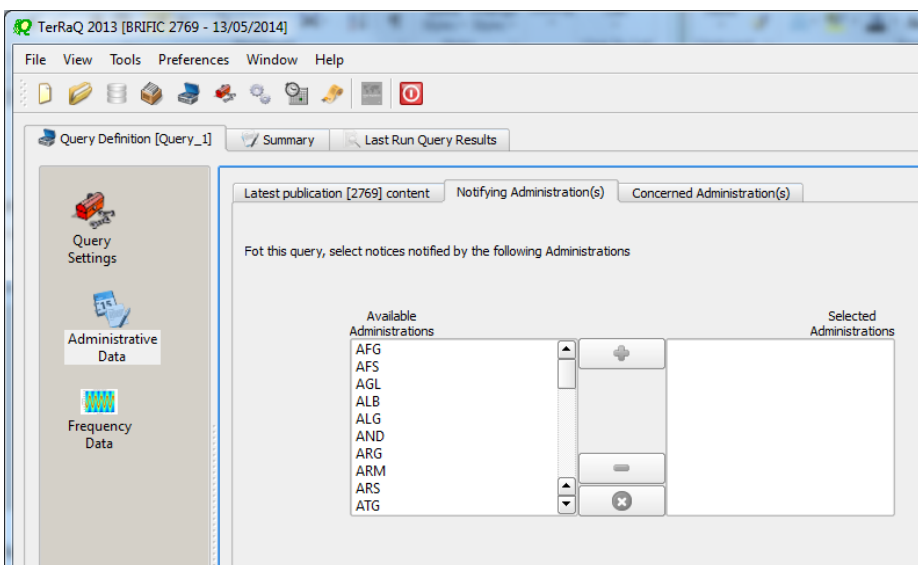 TerRaQ 2013 [BRIFIC 2769 - 13/05/2014]
File View Tools Preferences Window Help
Query Definition [Query_1] Summary Last Run Query Results
Latest publication [2769] content Notifying Administration(s) Concerned Administration(s)
Query
Settings
Fot this query, select notices notified by the following Administrations
Administrative
Data
Frequency
Data
Available
Administrations
AFG
AFS
AGL
ALB
ALG
AND
ARG
ARM
ARS
ATG
Selected
Administrations